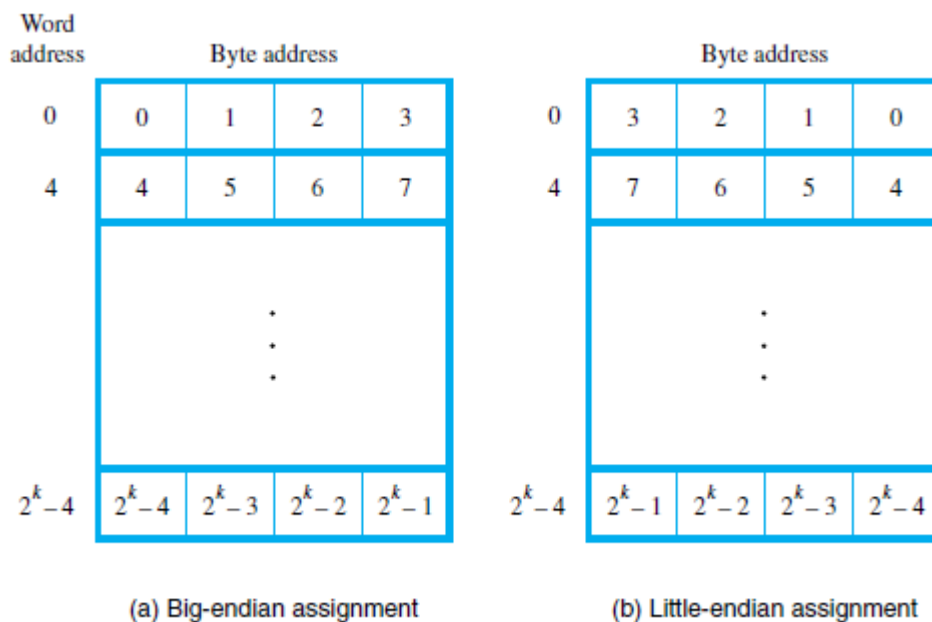 Word
address
Byte address
0 0 1 2 3
4 4 5 6 7
2^k–4 2^k–4 2^k–3 2^k–2 2^k–1
(a) Big-endian assignment
Byte address
0 3 2 1 0
4 7 6 5 4
2^k–4 2^k–1 2^k–2 2^k–3 2^k–4
(b) Little-endian assignment